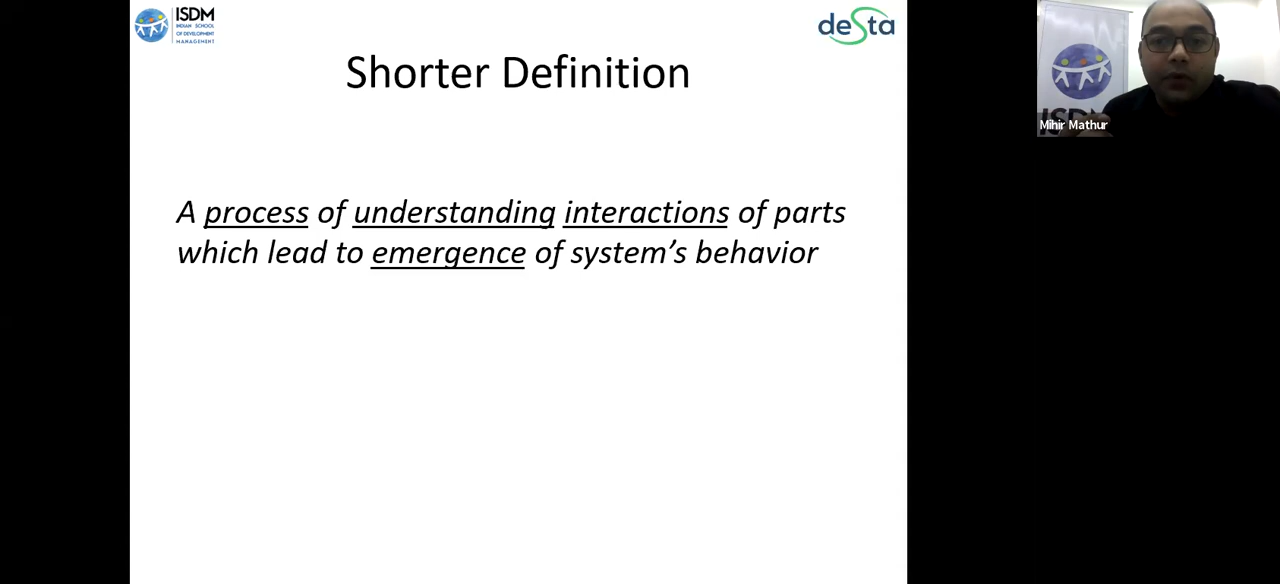 ISDM
INDIAN SCHOOL
OF DEVELOPMENT
MANAGEMENT
deSta
Shorter Definition
A process of understanding interactions of parts
which lead to emergence of system's behavior
ISDM
Mihir Mathur